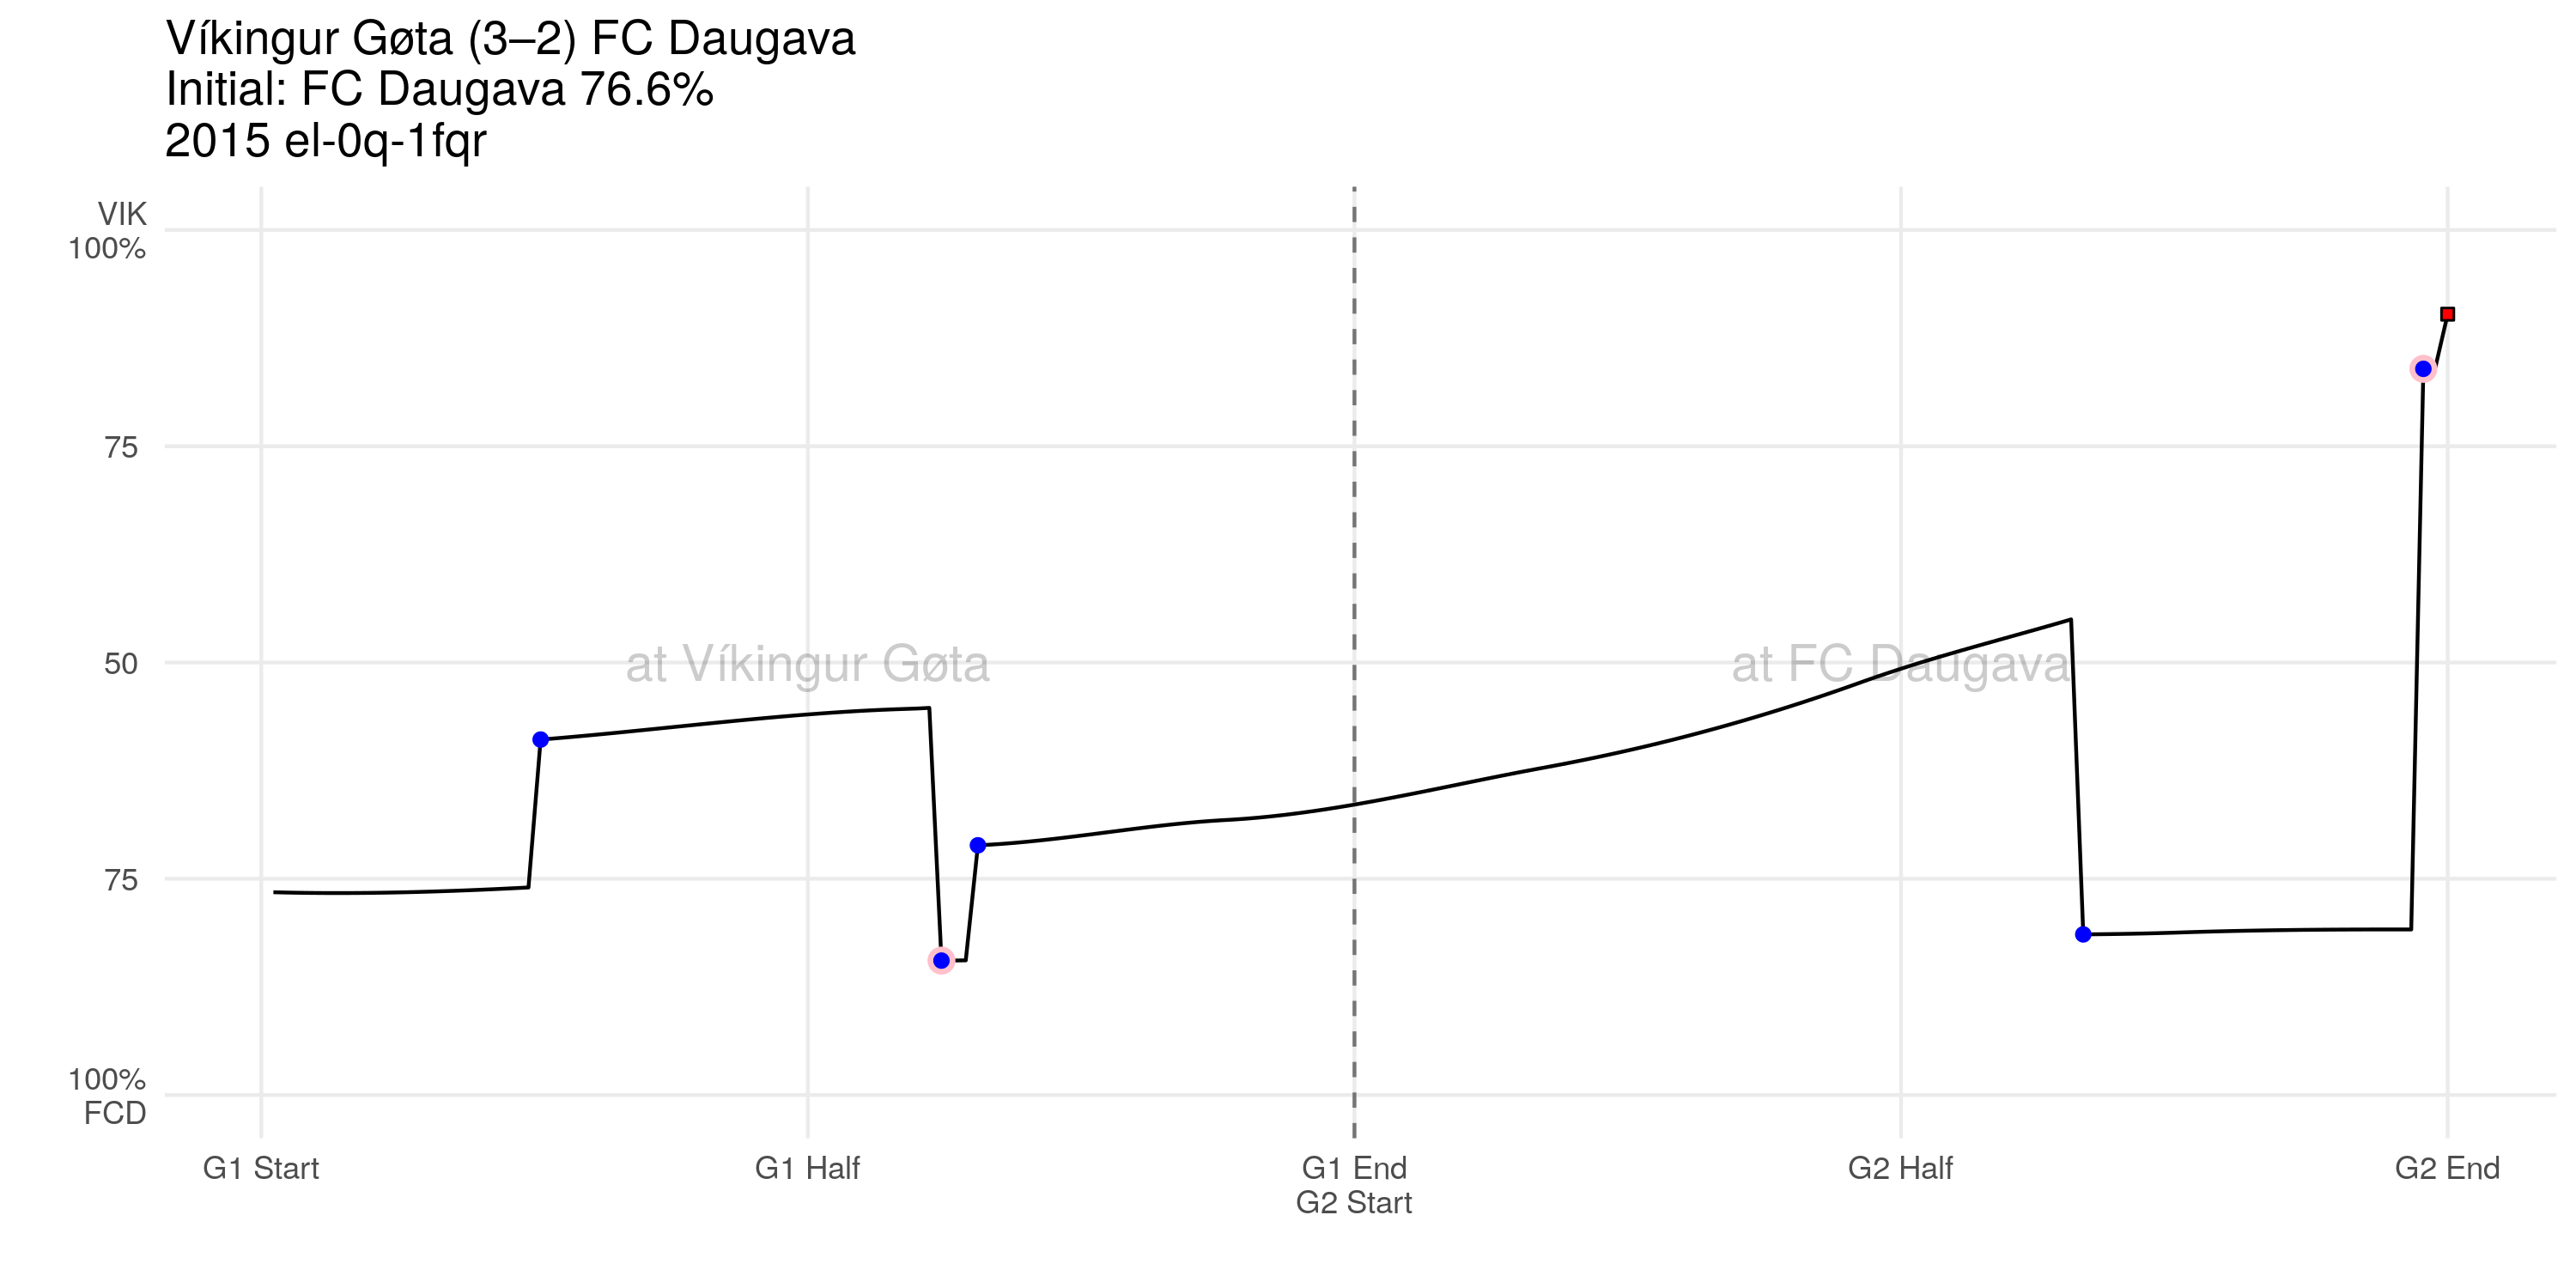 Víkingur Gøta (3–2) FC Daugava
Initial: FC Daugava 76.6%
2015 el-0q-1fqr
VIK
100%
75
50
75
100%
FCD
at Víkingur Gøta
at FC Daugava
G1 Start
G1 Half
G1 End
G2 Start
G2 Half
G2 End